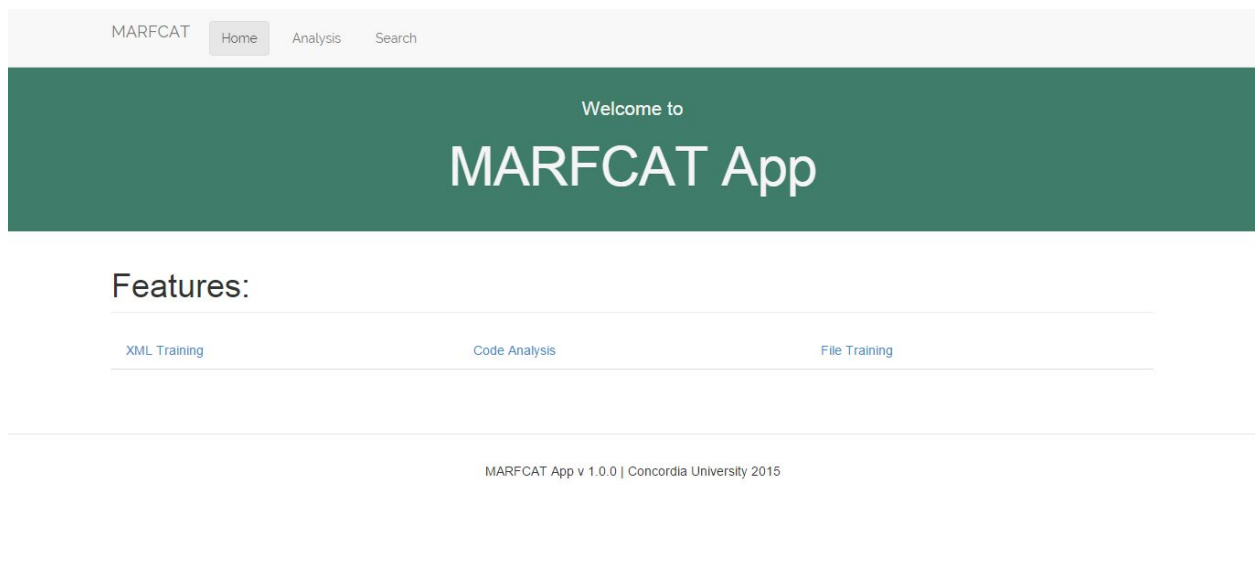 MARFCAT Home Analysis Search
Welcome to
MARFCAT App
Features:
XML Training Code Analysis File Training
MARFCAT App v 1.0.0 | Concordia University 2015